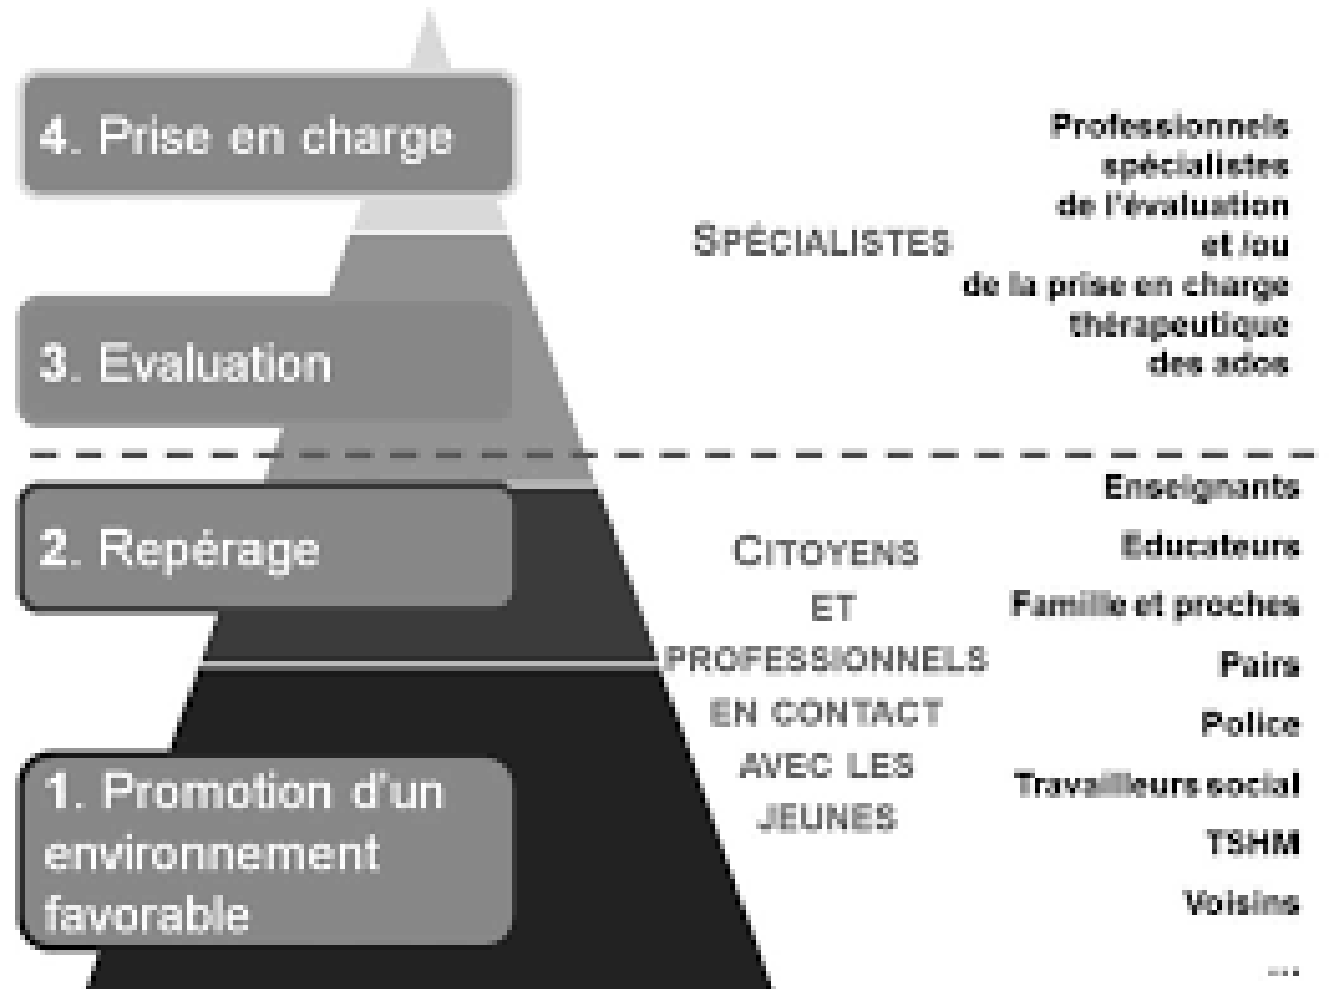 4. Prise en charge
3. Evaluation
2. Repérage
1. Promotion d'un
environnement
favorable
SPÉCIALISTES
CITOYENS
ET
PROFESSIONNELS
EN CONTACT
AVEC LES
JEUNES
Professionnels
spécialistes
de l'évaluation
et /ou
de la prise en charge
thérapeutique
des ados
Enseignants
Educateurs
Famille et proches
Pairs
Police
Travailleurs social
TSHM
Voisins
...